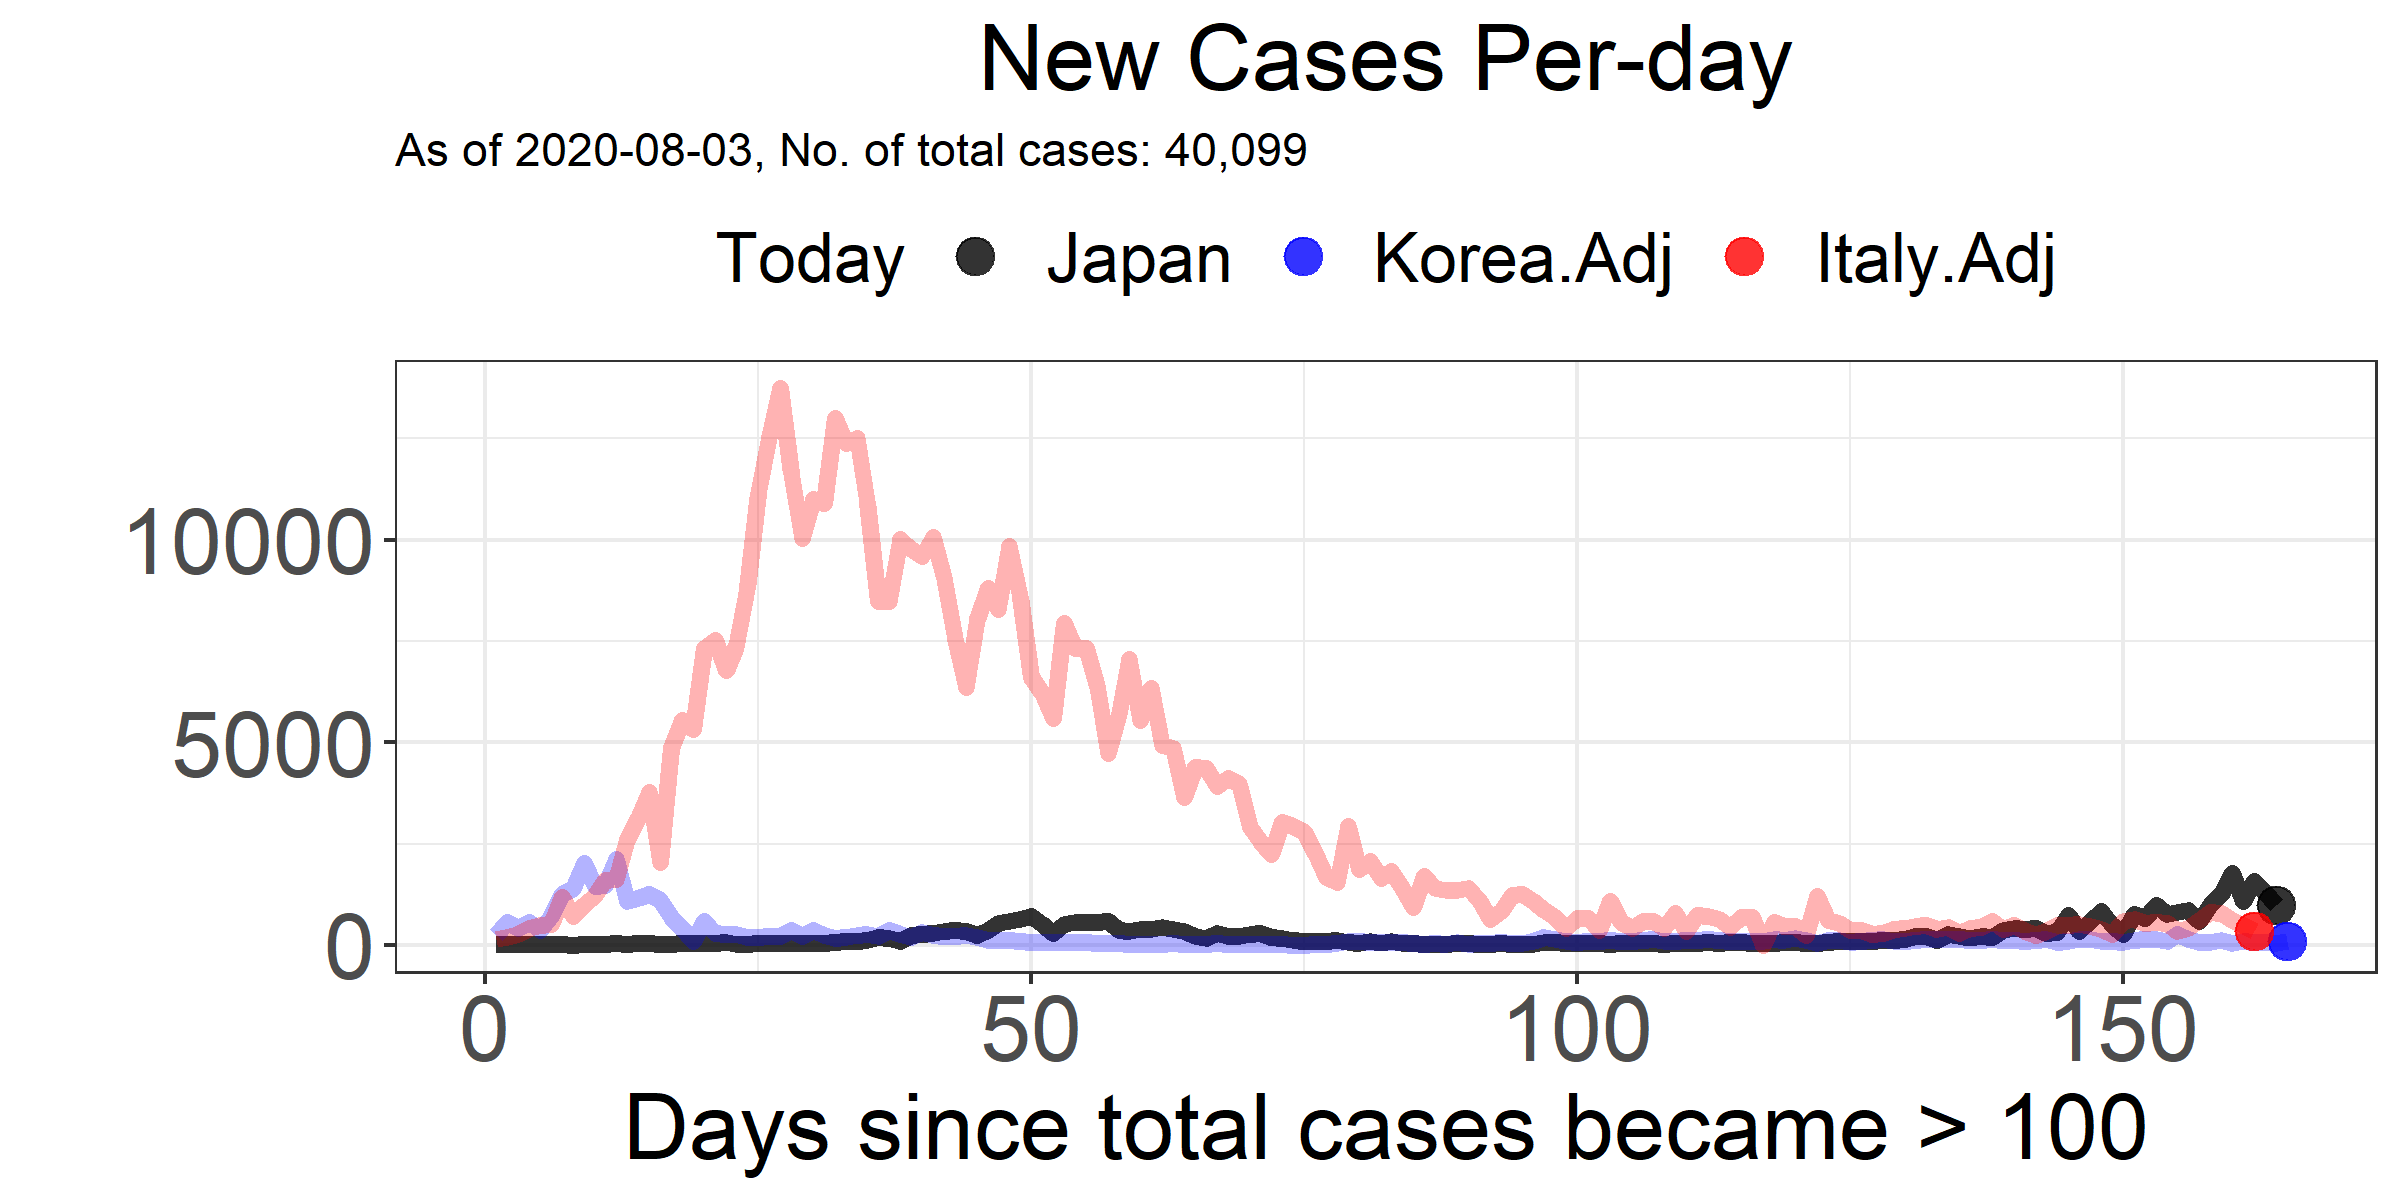 New Cases Per-day
As of 2020-08-03, No. of total cases: 40,099
Today Japan Korea.Adj Italy.Adj
10000
5000
0
0 50 100 150
Days since total cases became > 100